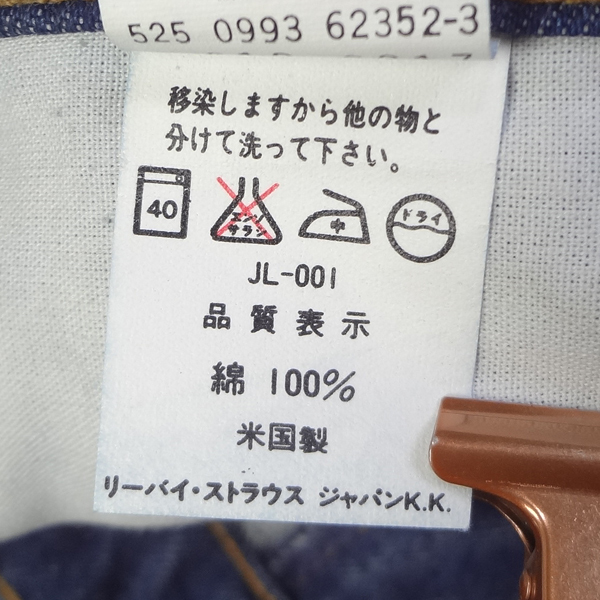 525 0993 62352-3
移染しますから他の物と
分けて洗って下さい。
40 エンソ サラシ 中 ドライ
JL-001
品質表示
綿 100%
米国製
リーバイ・ストラウス ジャパンK.K.